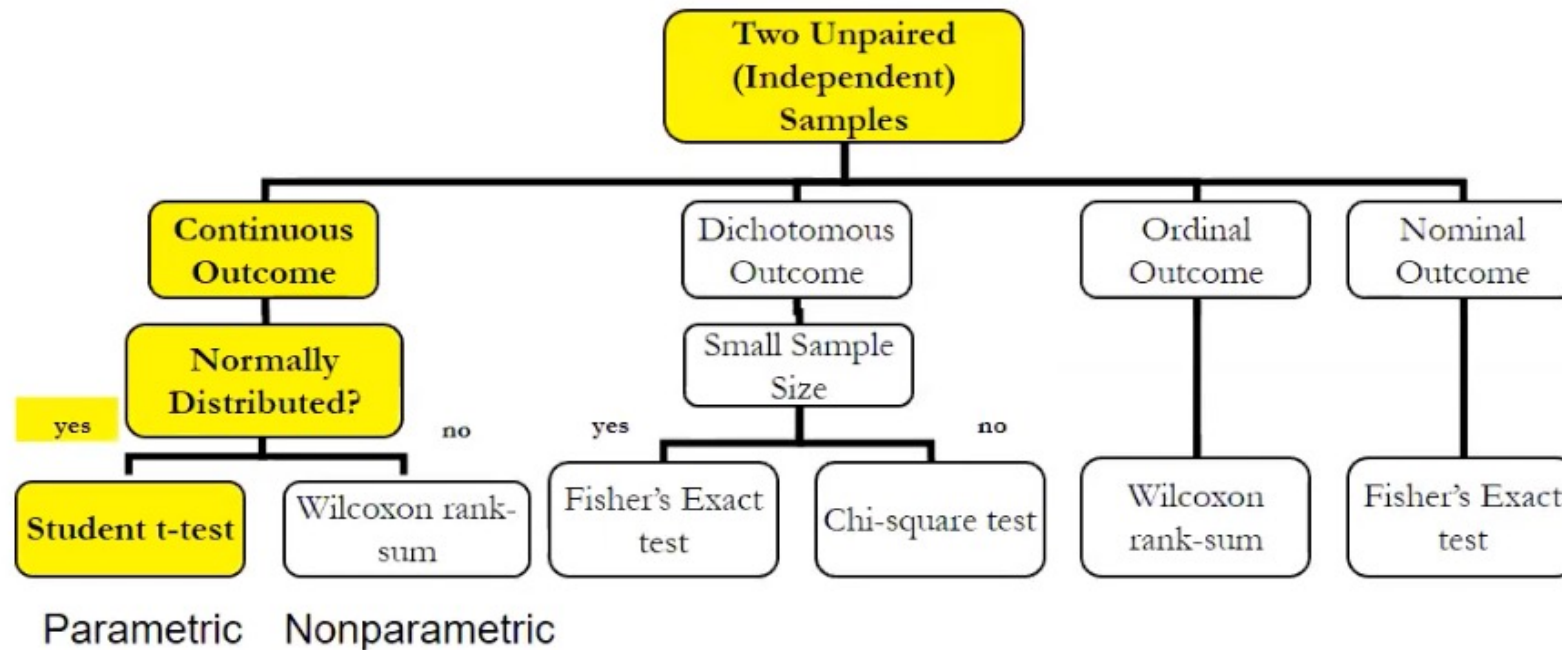 Two Unpaired
(Independent)
Samples
Continuous
Outcome
Dichotomous
Outcome
Ordinal
Outcome
Nominal
Outcome
Normally
Distributed?
Small Sample
Size
yes
no
yes
no
Student t-test
Wilcoxon rank-
sum
Fisher's Exact
test
Chi-square test
Wilcoxon
rank-sum
Fisher's Exact
test
Parametric
Nonparametric